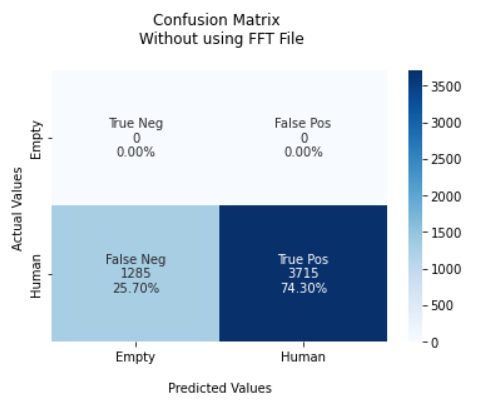 Confusion Matrix
Without using FFT File
Actual Values
Empty
Human
True Neg
0
0.00%
False Pos
0
0.00%
False Neg
1285
25.70%
True Pos
3715
74.30%
Empty
Human
Predicted Values
3500
3000
2500
2000
1500
1000
500
0